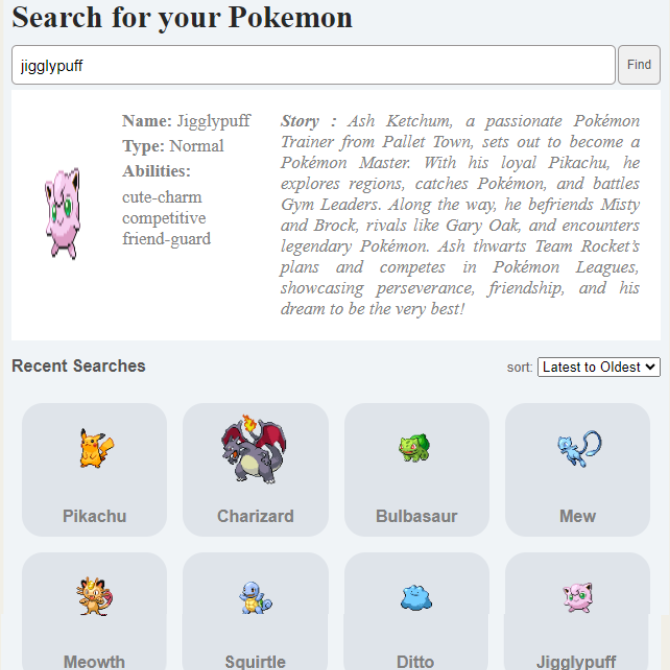 Search for your Pokemon
jigglypuff
Find
Name: Jigglypuff
Type: Normal
Abilities:
cute-charm
competitive
friend-guard
Story : Ash Ketchum, a passionate Pokémon
Trainer from Pallet Town, sets out to become a
Pokémon Master. With his loyal Pikachu, he
explores regions, catches Pokémon, and battles
Gym Leaders. Along the way, he befriends Misty
and Brock, rivals like Gary Oak, and encounters
legendary Pokémon. Ash thwarts Team Rocket's
plans and competes in Pokémon Leagues,
showcasing perseverance, friendship, and his
dream to be the very best!
Recent Searches
sort: Latest to Oldest
Pikachu
Charizard
Bulbasaur
Mew
Meowth
Squirtle
Ditto
Jigglypuff